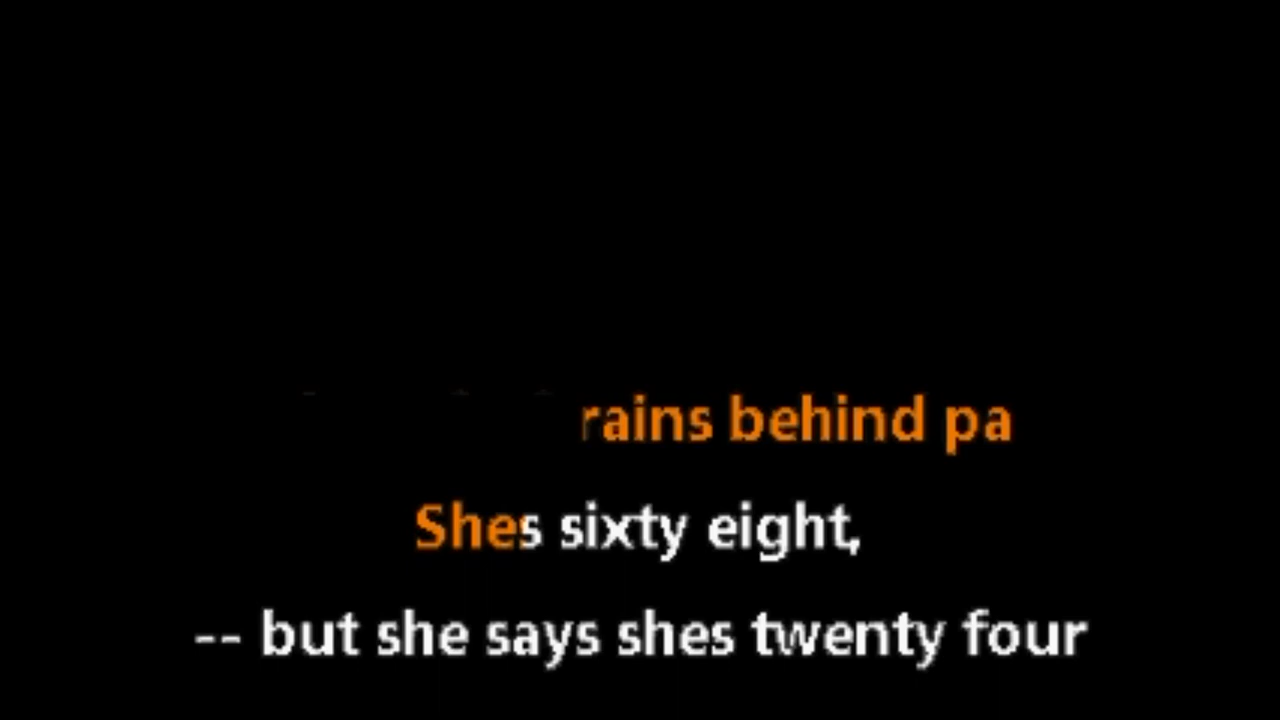 rains behind pa
Shes sixty eight,
-- but she says shes twenty four